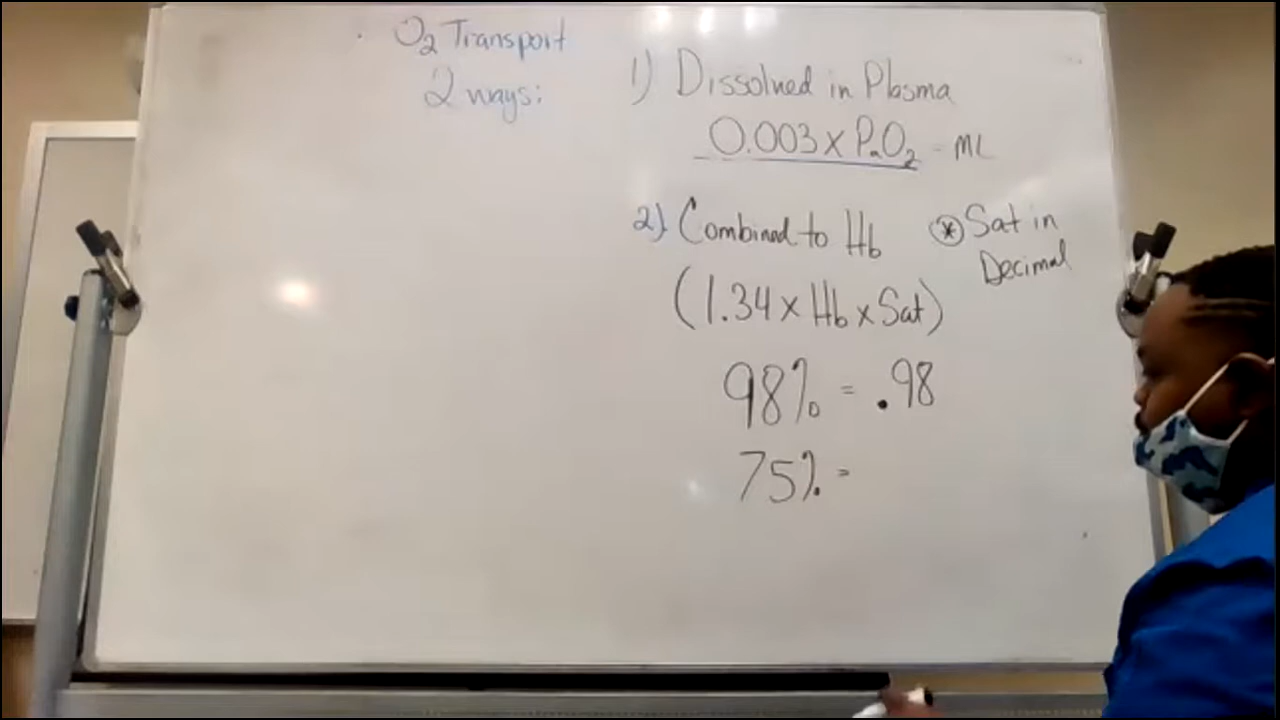 O₂ Transport
2 ways:
1) Dissolved in Plasma
0.003 x PaO₂ = ML
2) Combined to Hb
(1.34 x Hb x Sat)
98% = .98
75% =
* Sat in
Decimal